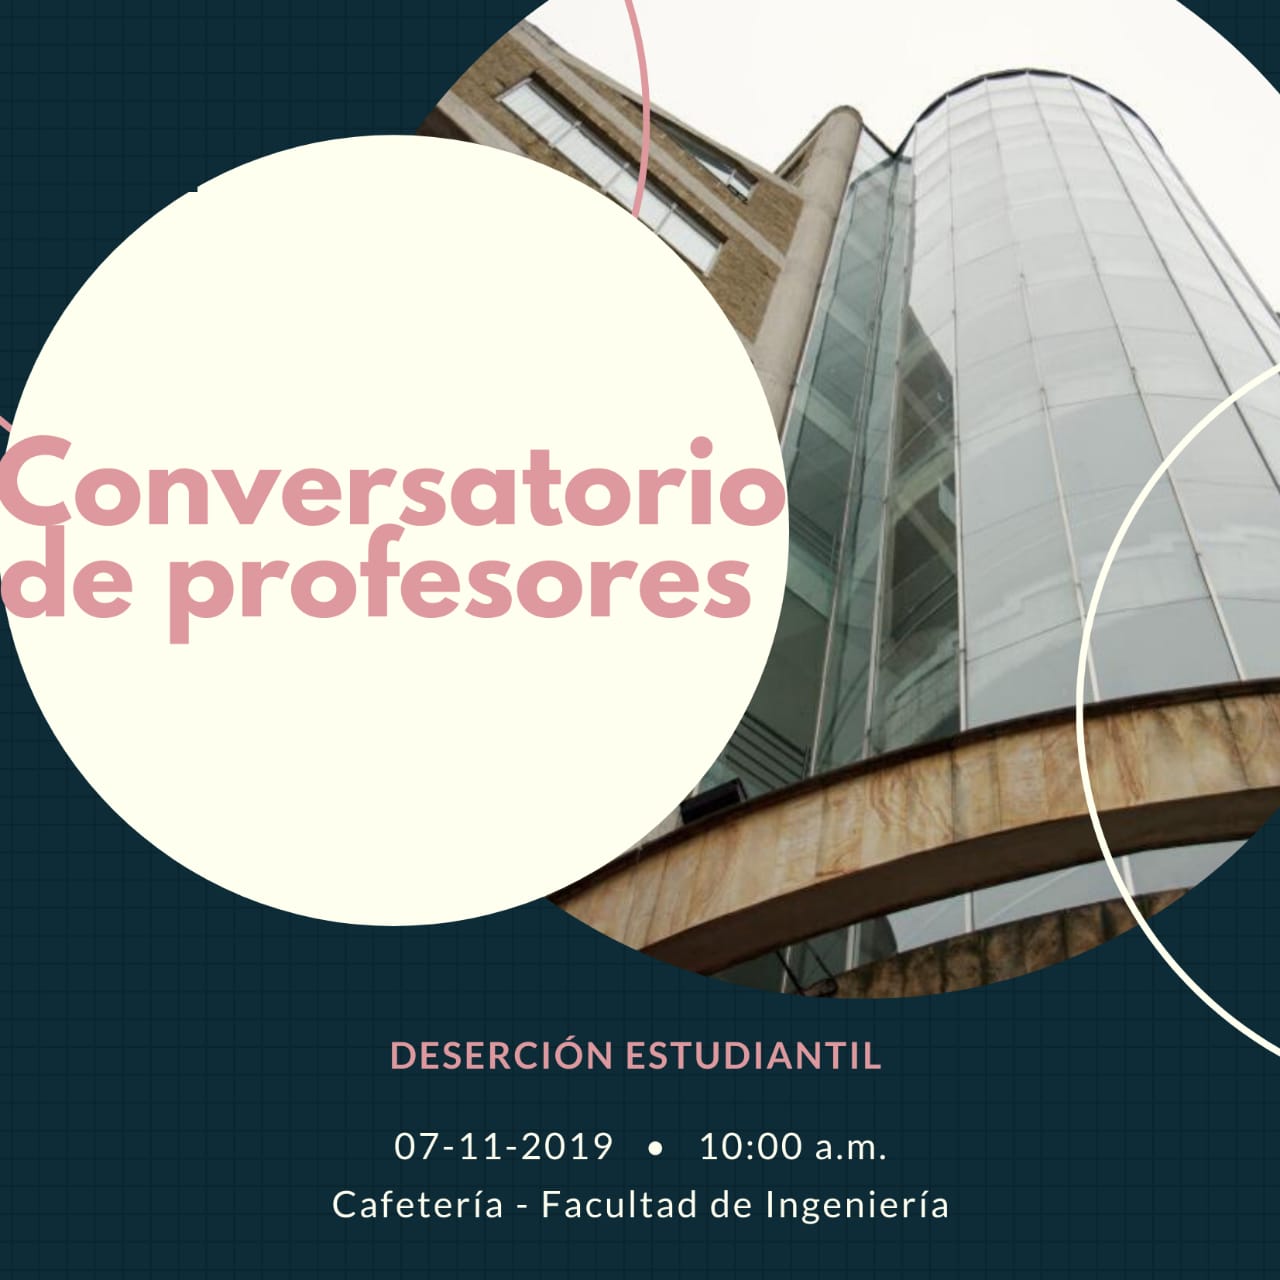 Conversatorio
de profesores
DESERCIÓN ESTUDIANTIL
07-11-2019 • 10:00 a.m.
Cafetería - Facultad de Ingeniería